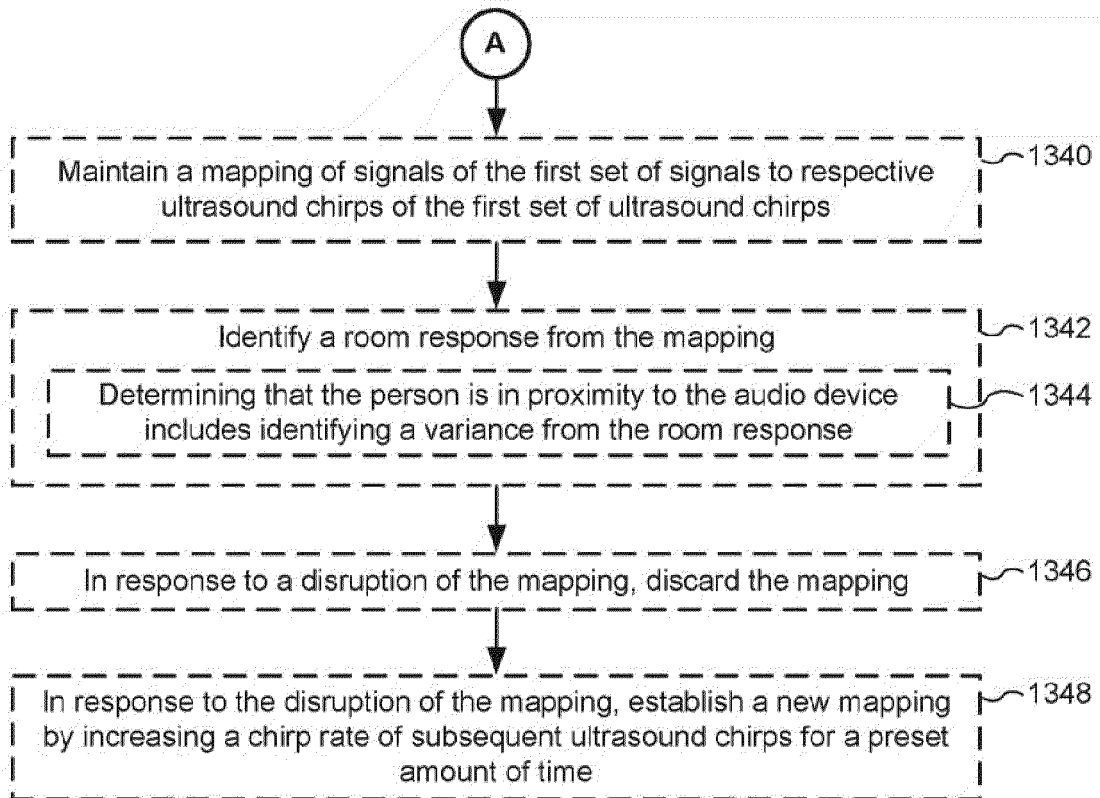 A
Maintain a mapping of signals of the first set of signals to respective
ultrasound chirps of the first set of ultrasound chirps
1340
Identify a room response from the mapping
1342
Determining that the person is in proximity to the audio device
includes identifying a variance from the room response
1344
In response to a disruption of the mapping, discard the mapping
1346
In response to the disruption of the mapping, establish a new mapping
by increasing a chirp rate of subsequent ultrasound chirps for a preset
amount of time
1348